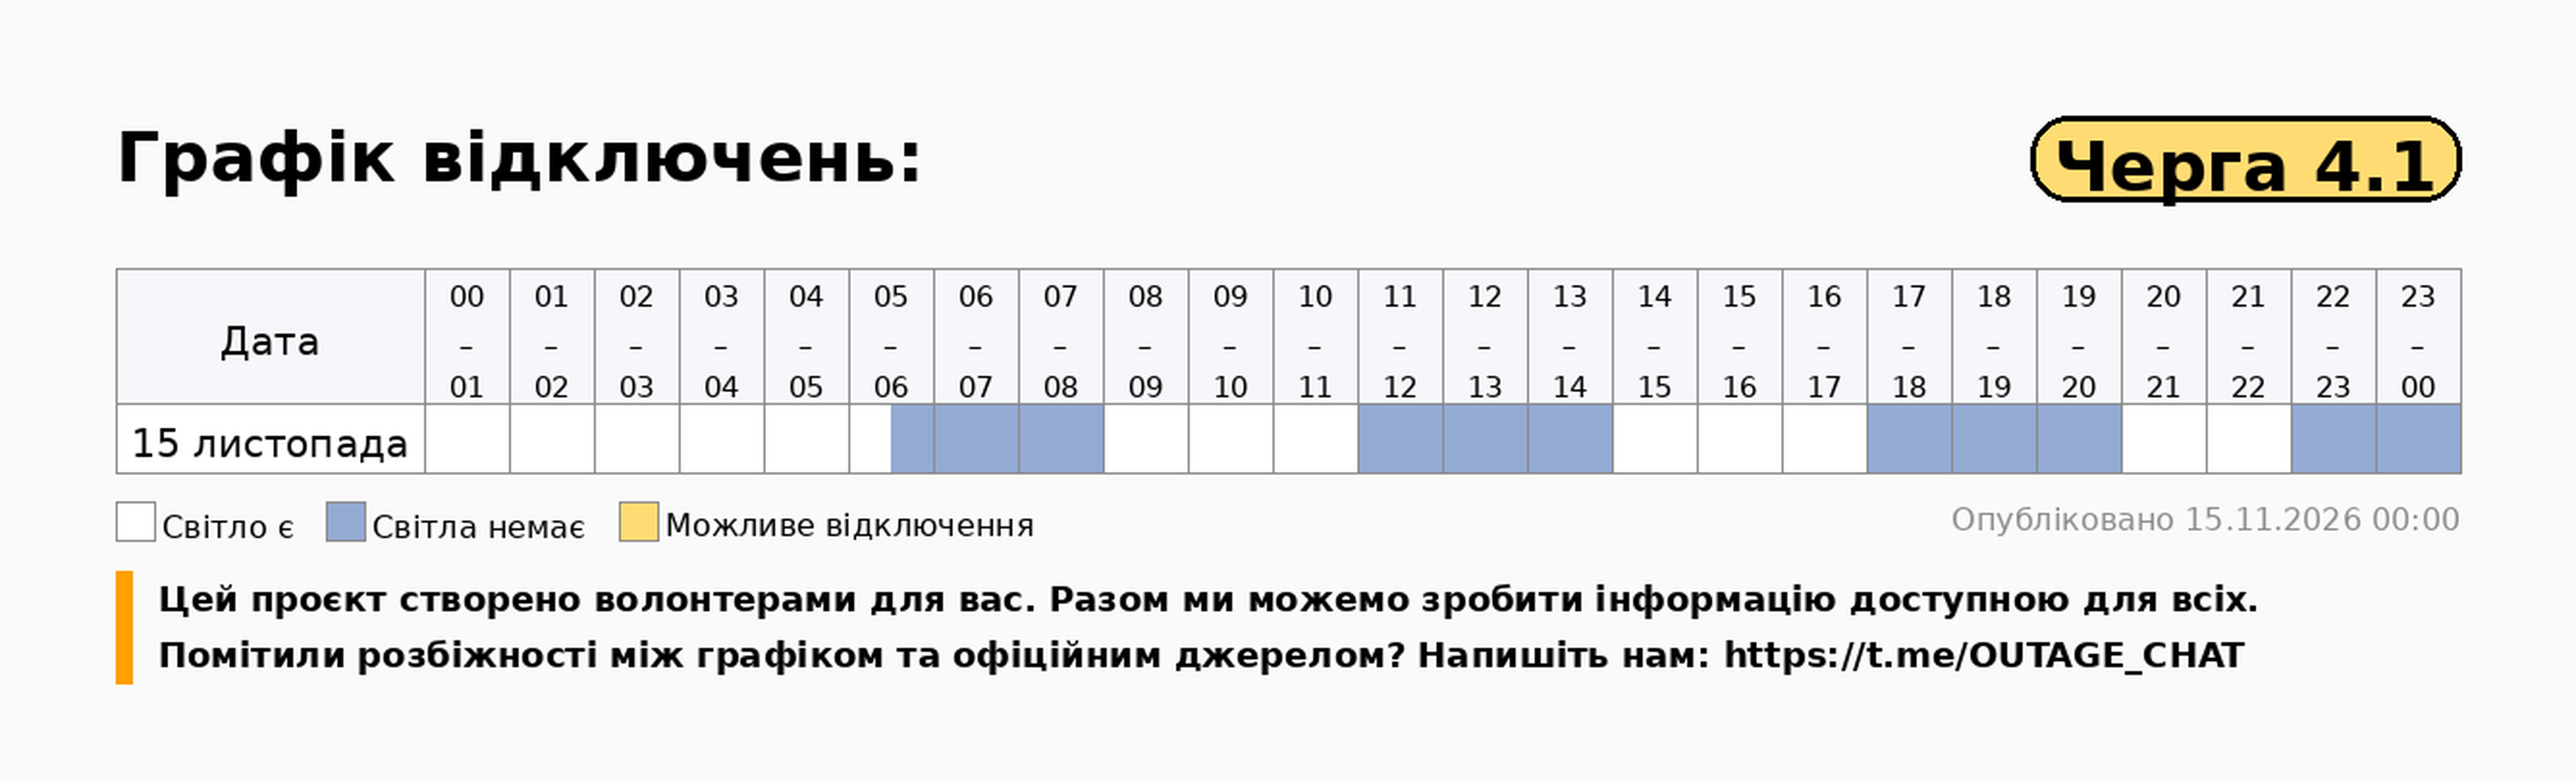 Графік відключень:
Черга 4.1
Дата
00 – 01
01 – 02
02 – 03
03 – 04
04 – 05
05 – 06
06 – 07
07 – 08
08 – 09
09 – 10
10 – 11
11 – 12
12 – 13
13 – 14
14 – 15
15 – 16
16 – 17
17 – 18
18 – 19
19 – 20
20 – 21
21 – 22
22 – 23
23 – 00
15 листопада
Світло є
Світла немає
Можливе відключення
Опубліковано 15.11.2026 00:00
Цей проєкт створено волонтерами для вас. Разом ми можемо зробити інформацію доступною для всіх.
Помітили розбіжності між графіком та офіційним джерелом? Напишіть нам: https://t.me/OUTAGE_CHAT